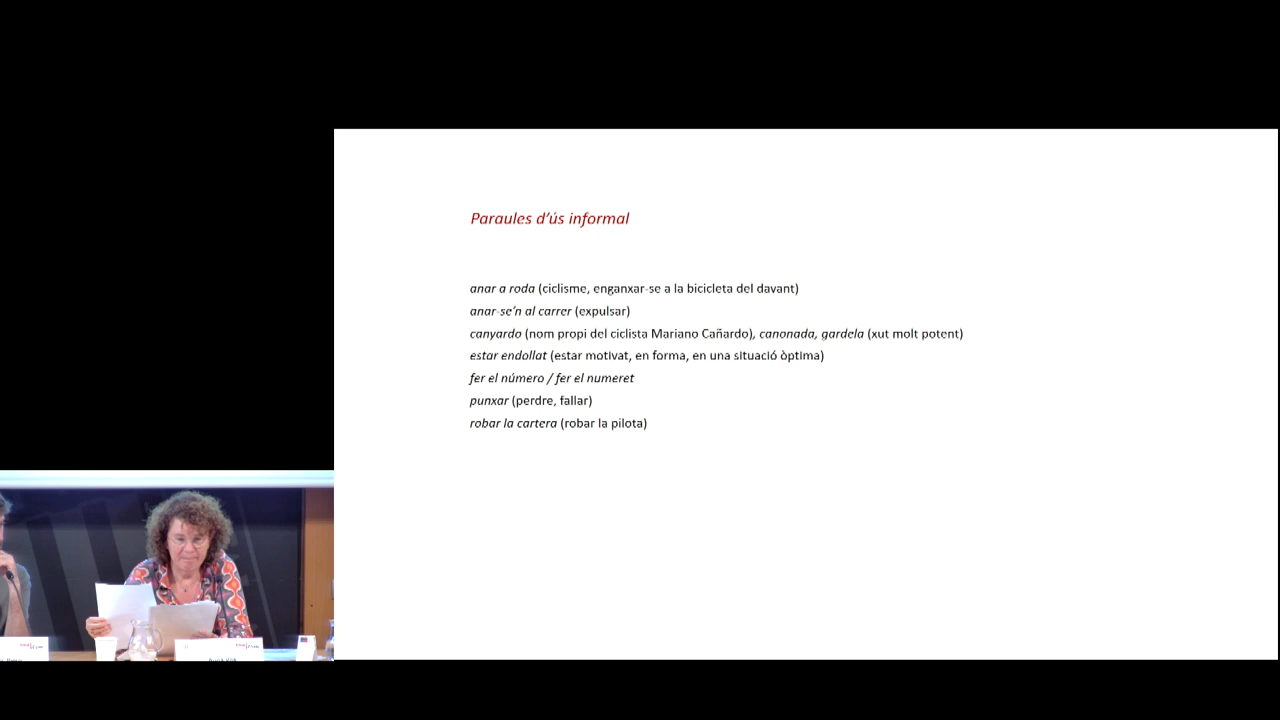 Paraules d'ús informal
anar a roda (ciclisme, enganxar-se a la bicicleta del davant)
anar-se'n al carrer (expulsar)
canyardo (nom propi del ciclista Mariano Cañardo), canonada, gardela (xut molt potent)
estar endollat (estar motivat, en forma, en una situació òptima)
fer el número / fer el numeret
punxar (perdre, fallar)
robar la cartera (robar la pilota)